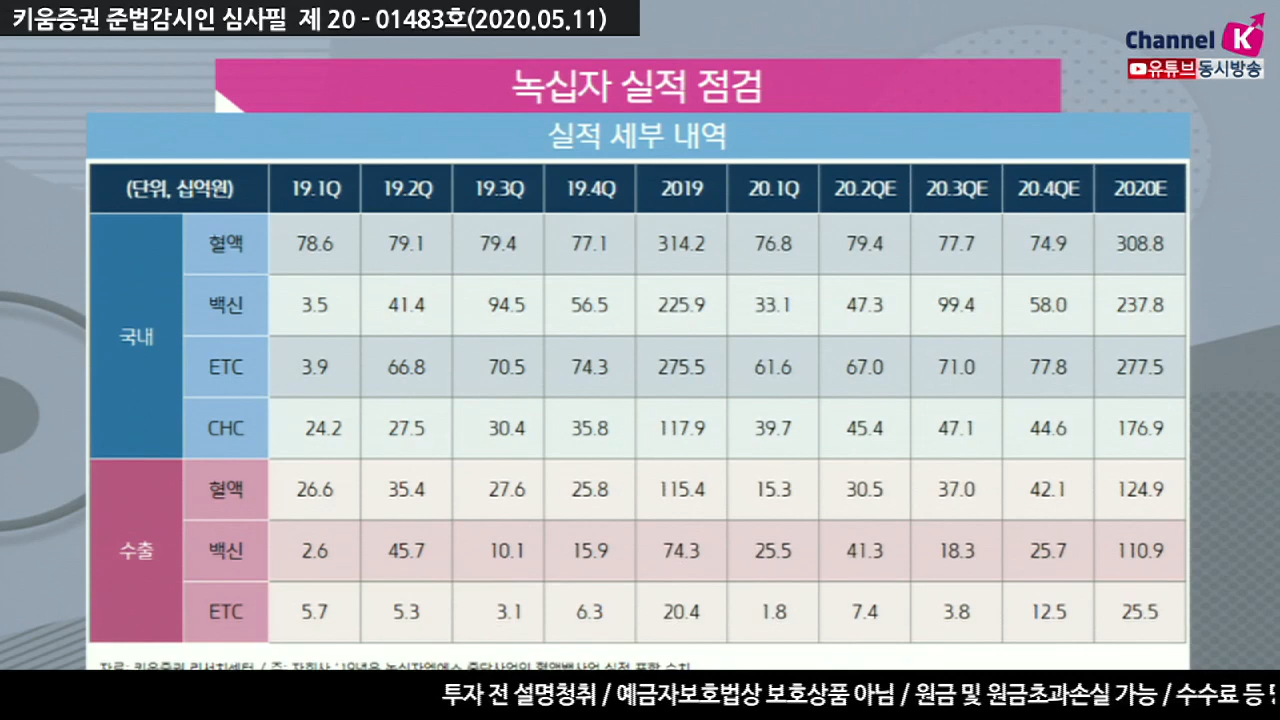 키움증권 준법감시인 심사필 제 20 - 01483호(2020.05.11)
Channel K
유튜브동시방송
녹십자 실적 점검
실적 세부 내역
(단위, 십억원) 19.1Q 19.2Q 19.3Q 19.4Q 2019 20.1Q 20.2QE 20.3QE 20.4QE 2020E
국내
혈액 78.6 79.1 79.4 77.1 314.2 76.8 79.4 77.7 74.9 308.8
백신 3.5 41.4 94.5 56.5 225.9 33.1 47.3 99.4 58.0 237.8
ETC 3.9 66.8 70.5 74.3 275.5 61.6 67.0 71.0 77.8 277.5
CHC 24.2 27.5 30.4 35.8 117.9 39.7 45.4 47.1 44.6 176.9
수출
혈액 26.6 35.4 27.6 25.8 115.4 15.3 30.5 37.0 42.1 124.9
백신 2.6 45.7 10.1 15.9 74.3 25.5 41.3 18.3 25.7 110.9
ETC 5.7 5.3 3.1 6.3 20.4 1.8 7.4 3.8 12.5 25.5
자료: 키움증권 리서치센터 / 주:
투자 전 설명청취 / 예금자보호법상 보호상품 아님 / 원금 및 원금초과손실 가능 / 수수료 등